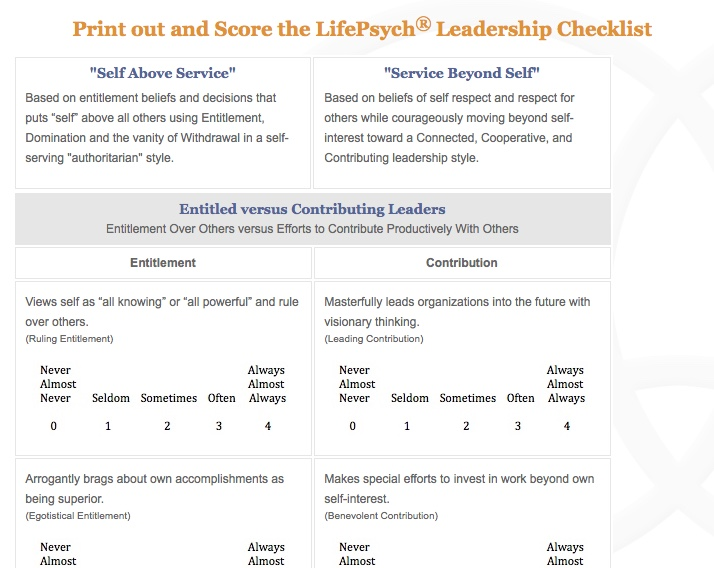 Print out and Score the LifePsych® Leadership Checklist
"Self Above Service"
Based on entitlement beliefs and decisions that
puts “self” above all others using Entitlement,
Domination and the vanity of Withdrawal in a self-
serving “authoritarian” style.
"Service Beyond Self"
Based on beliefs of self respect and respect for
others while courageously moving beyond self-
interest toward a Connected, Cooperative, and
Contributing leadership style.
Entitled versus Contributing Leaders
Entitlement Over Others versus Efforts to Contribute Productively With Others
Entitlement
Contribution
Views self as “all knowing” or “all powerful” and rule
over others.
(Ruling Entitlement)
Never Always
Almost Almost
Never Seldom Sometimes Often Always
0 1 2 3 4
Masterfully leads organizations into the future with
visionary thinking.
(Leading Contribution)
Never Always
Almost Almost
Never Seldom Sometimes Often Always
0 1 2 3 4
Arrogantly brags about own accomplishments as
being superior.
(Egotistical Entitlement)
Never Always
Almost Almost
Makes special efforts to invest in work beyond own
self-interest.
(Benevolent Contribution)
Never Always
Almost Almost